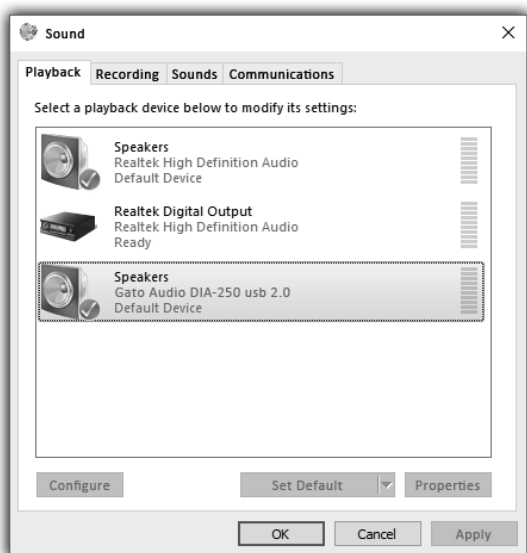 Sound
Playback Recording Sounds Communications
Select a playback device below to modify its settings:
Speakers
Realtek High Definition Audio
Default Device
Realtek Digital Output
Realtek High Definition Audio
Ready
Speakers
Gato Audio DIA-250 usb 2.0
Default Device
Configure Set Default Properties
OK Cancel Apply